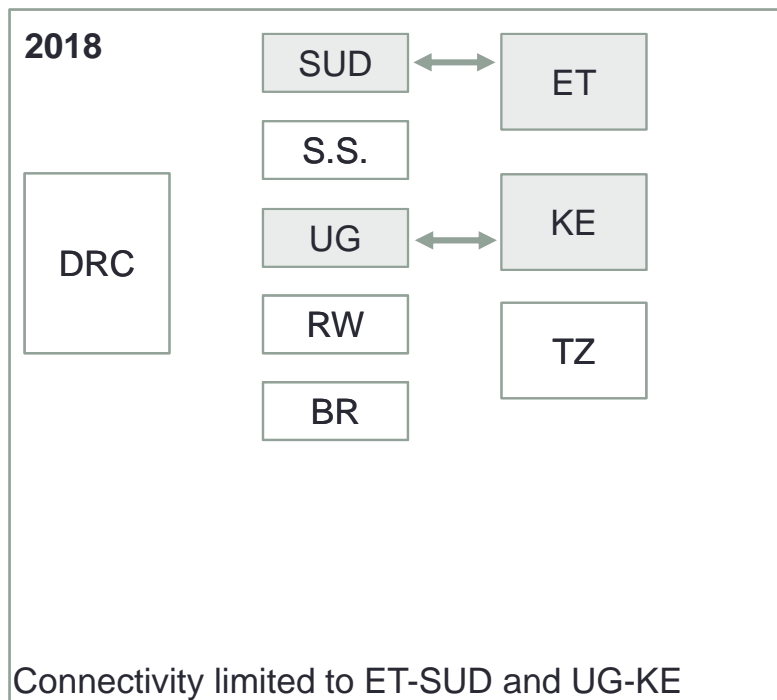 2018
SUD
ET
S.S.
DRC
UG
KE
RW
TZ
BR
Connectivity limited to ET-SUD and UG-KE